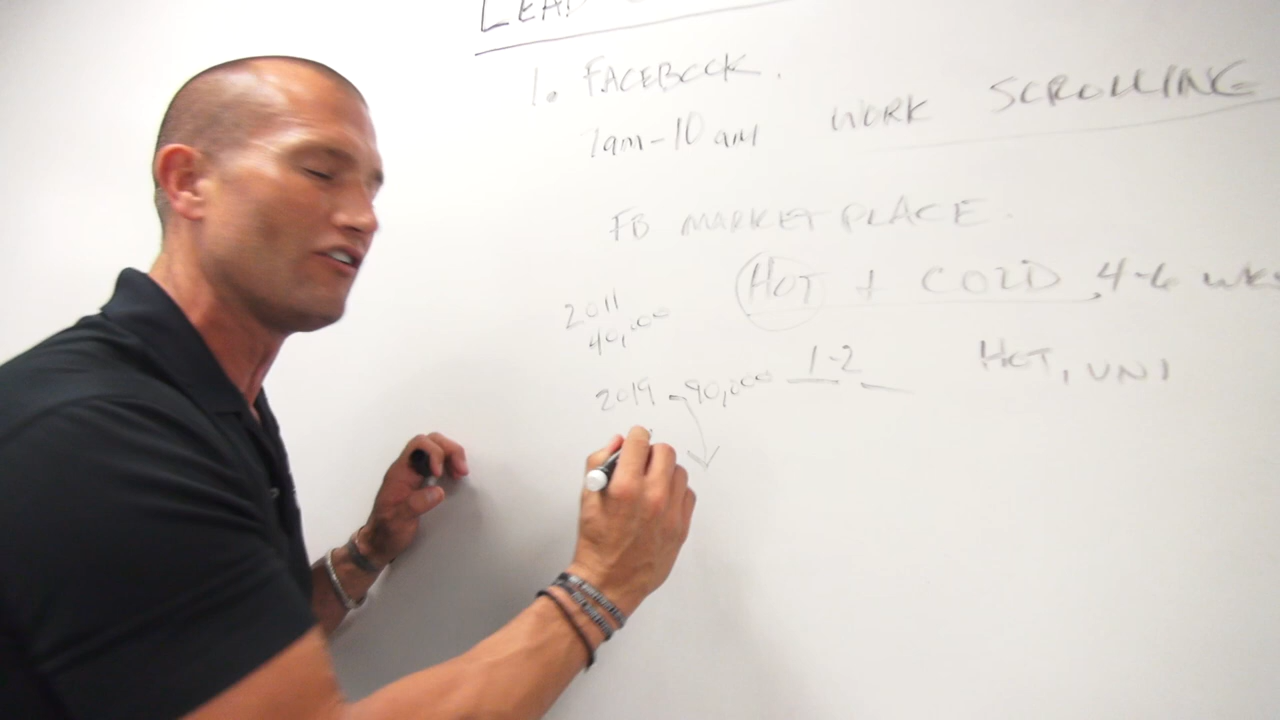 LEAD
1. FACEBOOK.
7am-10am WORK SCROLLING
FB MARKETPLACE.
HOT + COLD, 4-6 wks
2011
40,000
2019 - 90,000 1-2
HOT, UNI